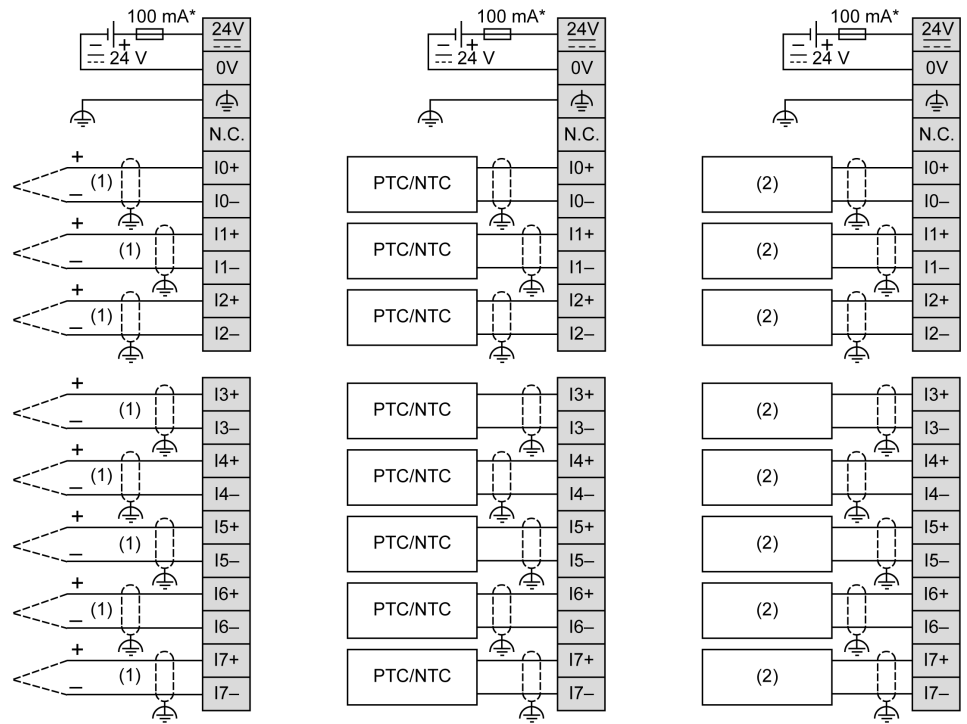 100 mA* 24V 100 mA* 24V 100 mA* 24V
– + – + – +
24 V 0V 24 V 0V 24 V 0V
N.C. N.C. N.C.
+ (1) I0+ PTC/NTC I0+ (2) I0+
– I0– I0– I0–
+ (1) I1+ PTC/NTC I1+ (2) I1+
– I1– I1– I1–
+ (1) I2+ PTC/NTC I2+ (2) I2+
– I2– I2– I2–
+ (1) I3+ PTC/NTC I3+ (2) I3+
– I3– I3– I3–
+ (1) I4+ PTC/NTC I4+ (2) I4+
– I4– I4– I4–
+ (1) I5+ PTC/NTC I5+ (2) I5+
– I5– I5– I5–
+ (1) I6+ PTC/NTC I6+ (2) I6+
– I6– I6– I6–
+ (1) I7+ PTC/NTC I7+ (2) I7+
– I7– I7– I7–